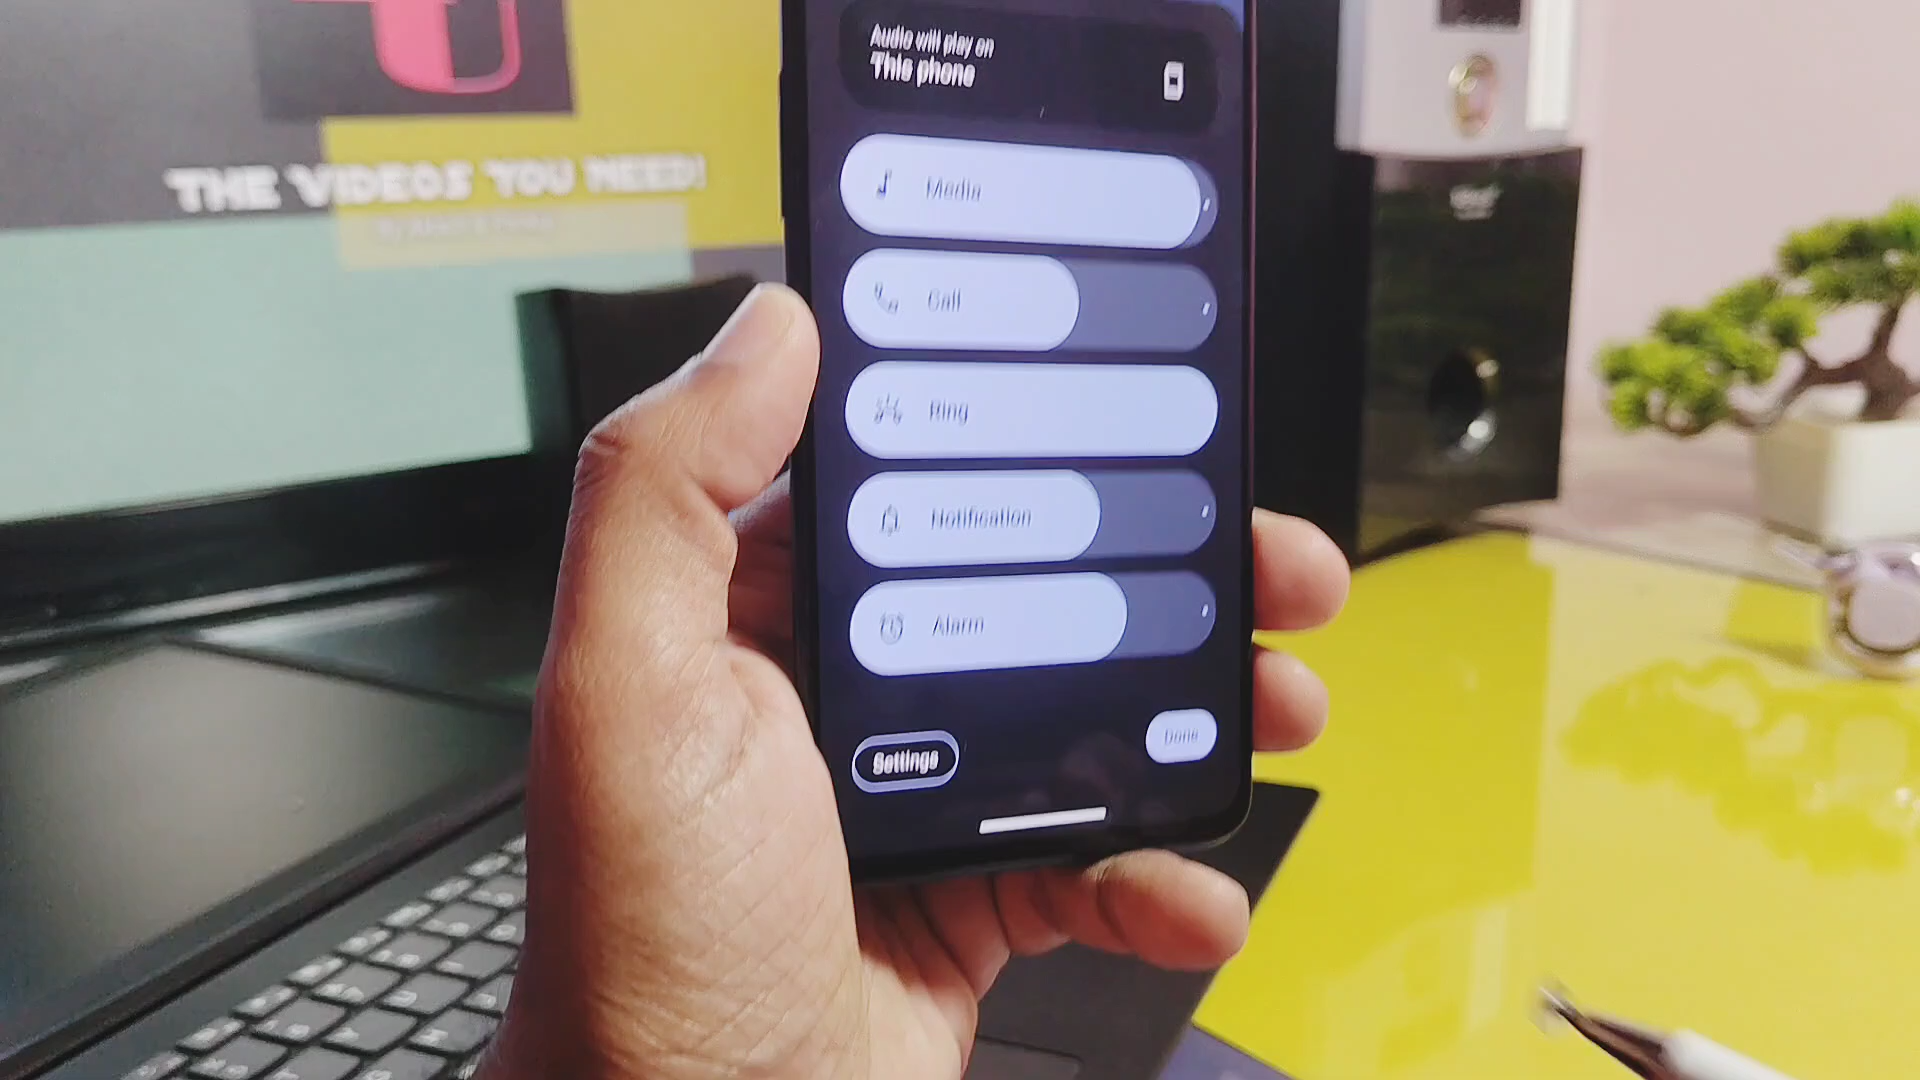 THE VIDEOS YOU NEED!
Audio will play on
This phone
Media
Call
Ring
Notification
Alarm
Settings
Done